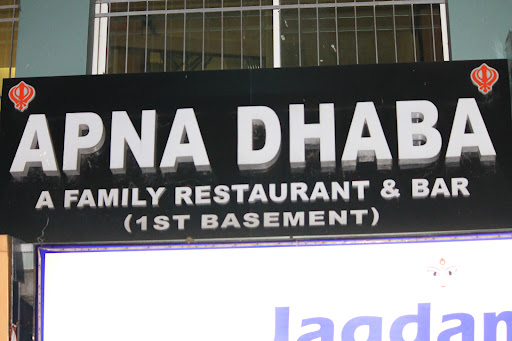 APNA DHABA
A FAMILY RESTAURANT & BAR
(1ST BASEMENT)